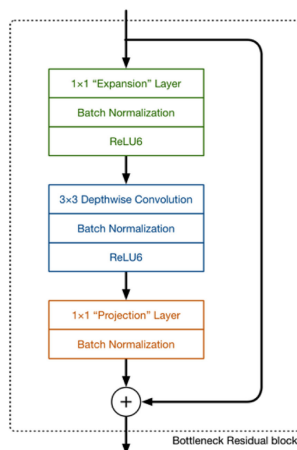 1×1 “Expansion” Layer
Batch Normalization
ReLU6
3×3 Depthwise Convolution
Batch Normalization
ReLU6
1×1 “Projection” Layer
Batch Normalization
+
Bottleneck Residual block